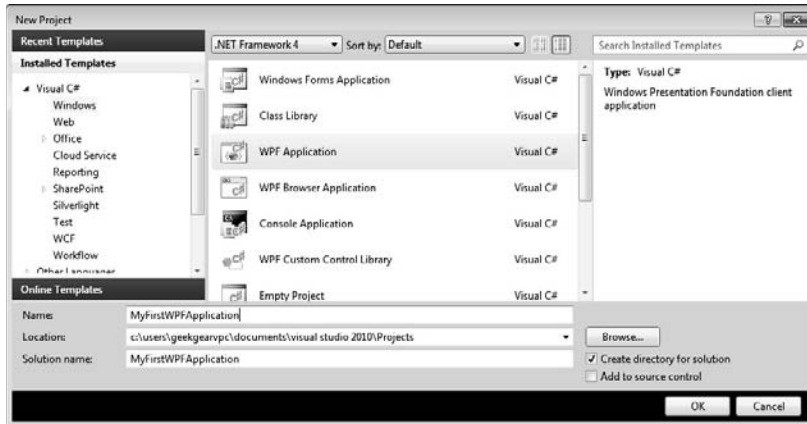 New Project
Recent Templates
.NET Framework 4 Sort by: Default
Search Installed Templates
Installed Templates
Visual C#
Windows
Web
Office
Cloud Service
Reporting
SharePoint
Silverlight
Test
WCF
Workflow
Other Languages
Online Templates
Windows Forms Application Visual C#
Class Library Visual C#
WPF Application Visual C#
WPF Browser Application Visual C#
Console Application Visual C#
WPF Custom Control Library Visual C#
Empty Project Visual C#
Type: Visual C#
Windows Presentation Foundation client
application
Name: MyFirstWPFApplication
Location: c:\users\geekgearvpc\documents\visual studio 2010\Projects
Browse...
Solution name: MyFirstWPFApplication
Create directory for solution
Add to source control
OK Cancel